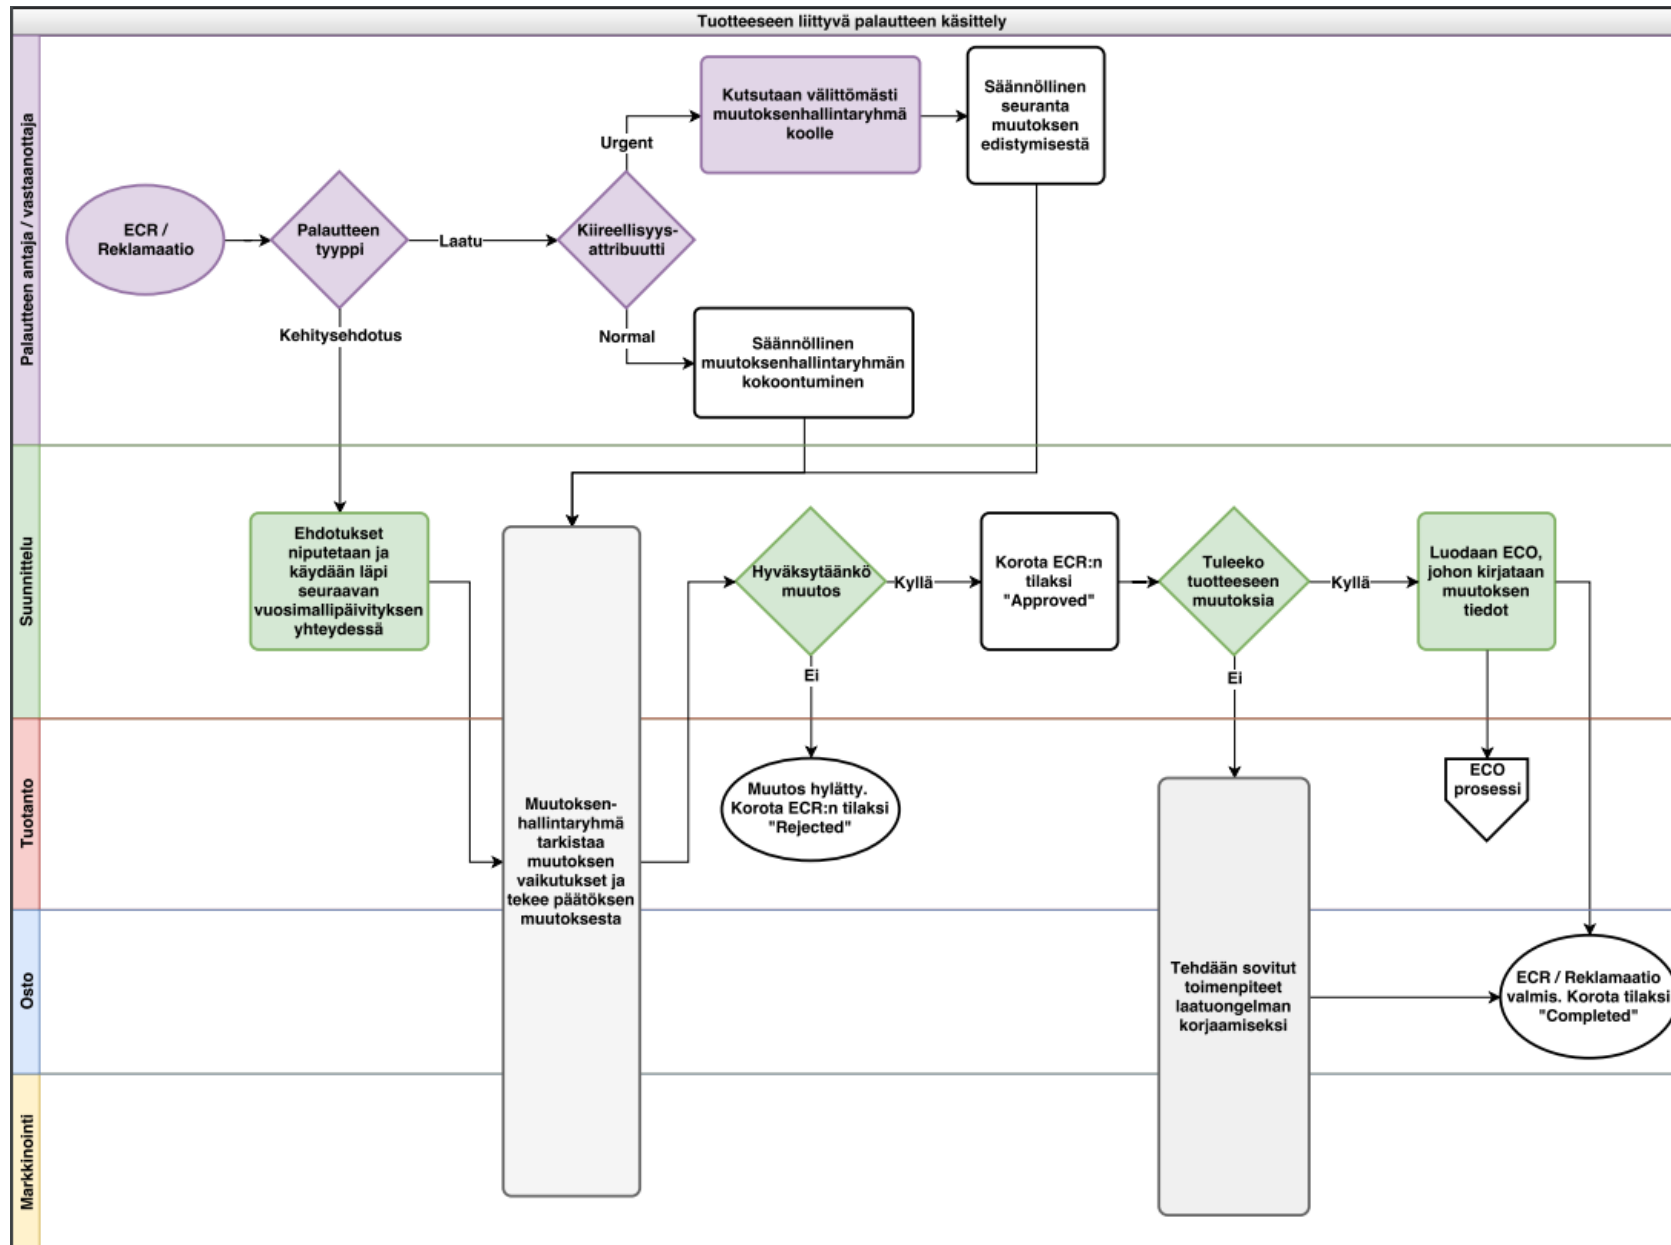 Tuotteeseen liittyvä palautteen käsittely
Palautteen antaja / vastaanottaja
ECR /
Reklamaatio
Palautteen
tyyppi
Laatu
Kehitysehdotus
Kiireellisyys-
attribuutti
Urgent
Normal
Kutsutaan välittömästi
muutoksenhallintaryhmä
koolle
Säännöllinen
seuranta
muutoksen
edistymisestä
Säännöllinen
muutoksenhallintaryhmän
kokoontuminen
Suunnittelu
Ehdotukset
niputetaan ja
käydään läpi
seuraavan
vuosimallipäivityksen
yhteydessä
Muutoksen-
hallintaryhmä
tarkistaa
muutoksen
vaikutukset ja
tekee päätöksen
muutoksesta
Hyväksytäänkö
muutos
Kyllä
Ei
Korota ECR:n
tilaksi
"Approved"
Tuleeko
tuotteeseen
muutoksia
Kyllä
Ei
Luodaan ECO,
johon kirjataan
muutoksen
tiedot
Tuotanto
Muutos hylätty.
Korota ECR:n tilaksi
"Rejected"
ECO
prosessi
Osto
Tehdään sovitut
toimenpiteet
laatuongelman
korjaamiseksi
ECR / Reklamaatio
valmis. Korota tilaksi
"Completed"
Markkinointi